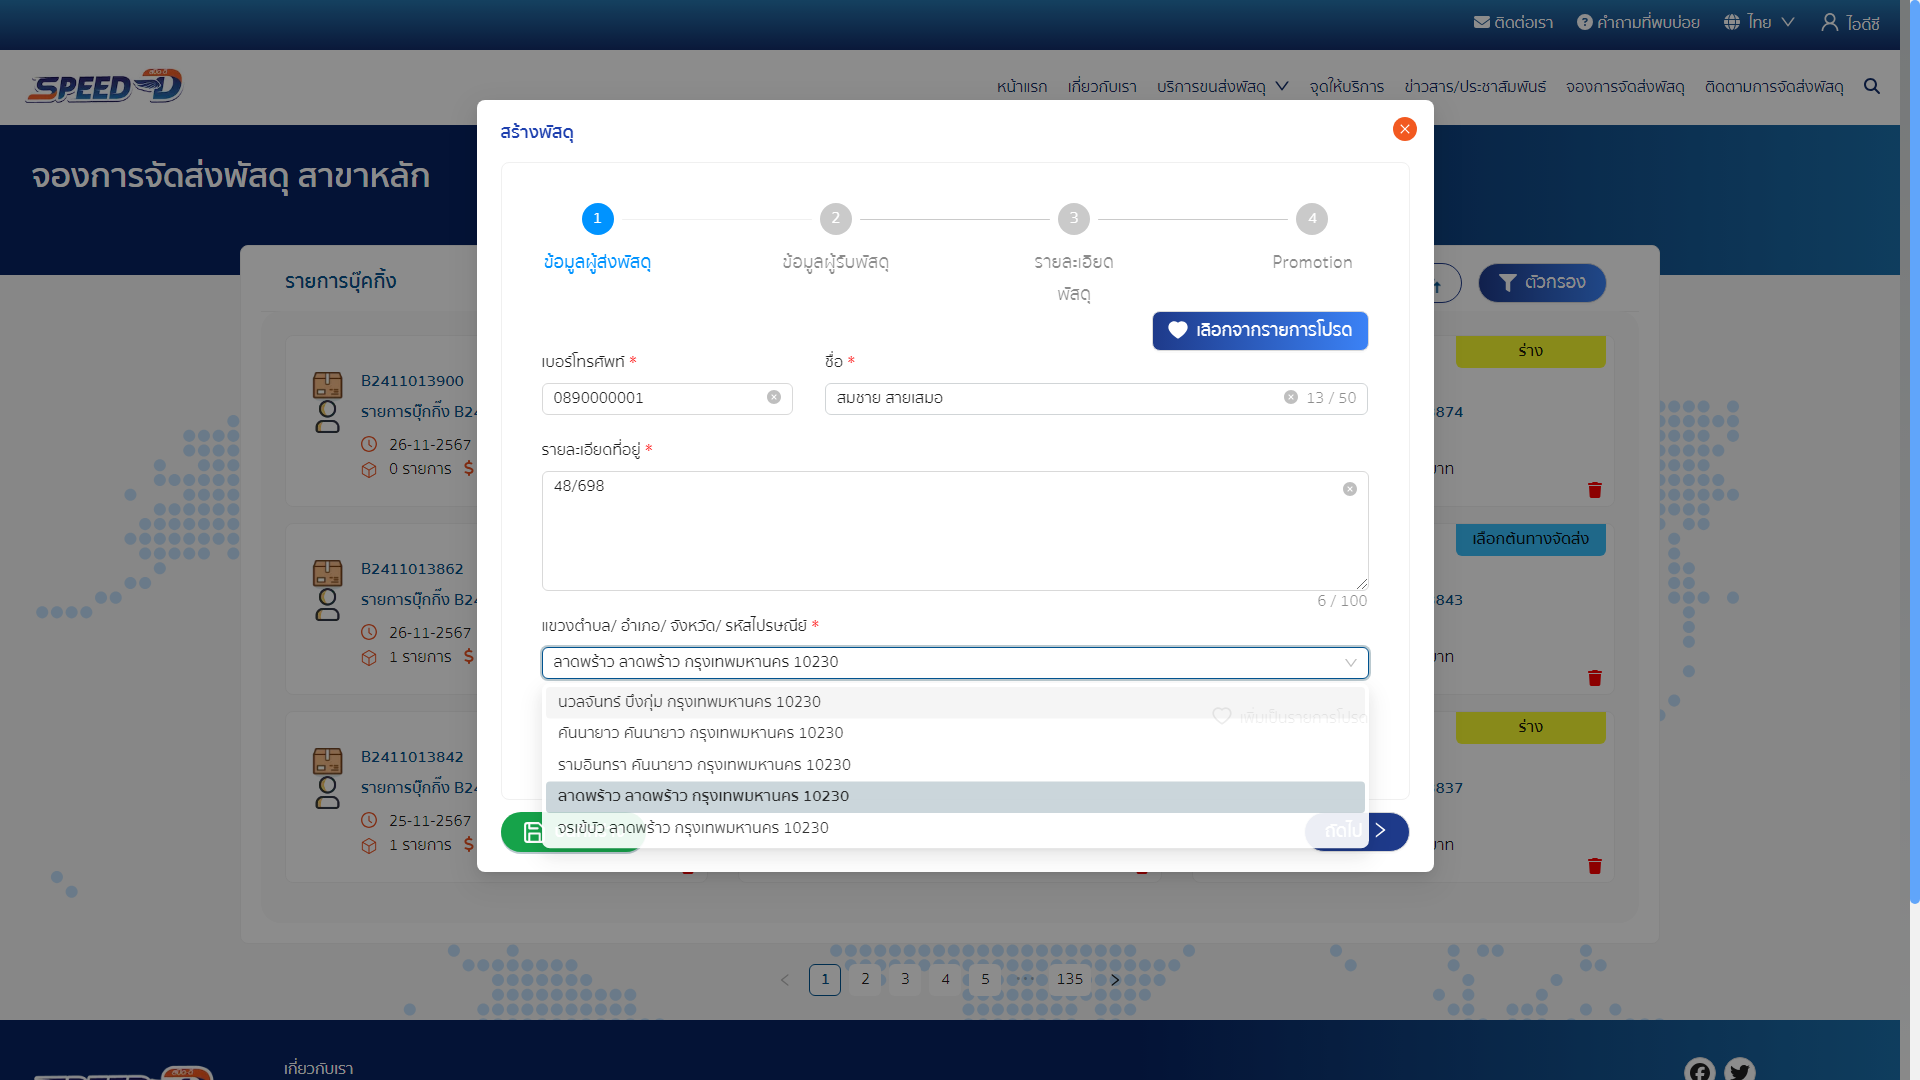 ติดต่อเรา
คำถามที่พบบ่อย
ไทย
ไอดีซี
SPEED-D
หน้าแรก
เกี่ยวกับเรา
บริการขนส่งพัสดุ
จุดให้บริการ
ข่าวสาร/ประชาสัมพันธ์
จองการจัดส่งพัสดุ
ติดตามการจัดส่งพัสดุ
จองการจัดส่งพัสดุ สาขาหลัก
สร้างพัสดุ
1
2
3
4
ข้อมูลผู้ส่งพัสดุ
ข้อมูลผู้รับพัสดุ
รายละเอียด
พัสดุ
Promotion
เลือกจากรายการโปรด
เบอร์โทรศัพท์ *
ชื่อ *
0890000001
สมชาย สายเสมอ
13 / 50
รายละเอียดที่อยู่ *
48/698
6 / 100
แขวงตำบล/ อำเภอ/ จังหวัด/ รหัสไปรษณีย์ *
ลาดพร้าว ลาดพร้าว กรุงเทพมหานคร 10230
นวลจันทร์ บึงกุ่ม กรุงเทพมหานคร 10230
เพิ่มเป็นรายการโปรด
คันนายาว คันนายาว กรุงเทพมหานคร 10230
รามอินทรา คันนายาว กรุงเทพมหานคร 10230
ลาดพร้าว ลาดพร้าว กรุงเทพมหานคร 10230
จรเข้บัว ลาดพร้าว กรุงเทพมหานคร 10230
ถัดไป
รายการบุ๊คกิ้ง
ตัวกรอง
B2411013900
รายการบุ๊กกิ้ง B24
26-11-2567
0 รายการ
ร่าง
874
บาท
B2411013862
รายการบุ๊กกิ้ง B24
26-11-2567
1 รายการ
เลือกต้นทางจัดส่ง
843
บาท
B2411013842
รายการบุ๊กกิ้ง B24
25-11-2567
1 รายการ
ร่าง
837
บาท
1
2
3
4
5
•••
135
เกี่ยวกับเรา